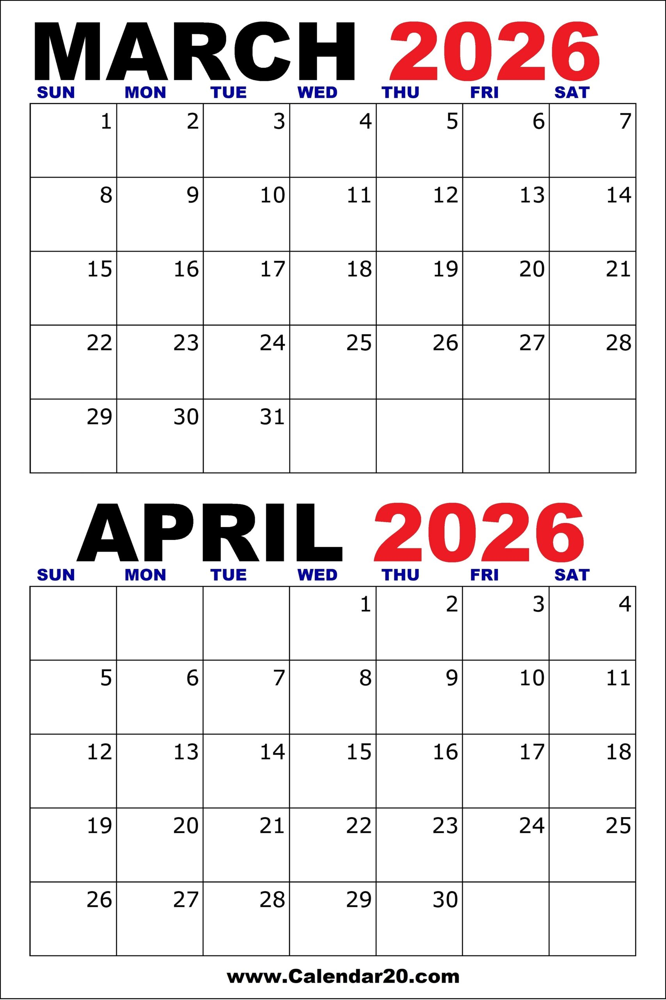 MARCH 2026
SUN MON TUE WED THU FRI SAT
1 2 3 4 5 6 7
8 9 10 11 12 13 14
15 16 17 18 19 20 21
22 23 24 25 26 27 28
29 30 31
APRIL 2026
SUN MON TUE WED THU FRI SAT
1 2 3 4
5 6 7 8 9 10 11
12 13 14 15 16 17 18
19 20 21 22 23 24 25
26 27 28 29 30
www.Calendar20.com